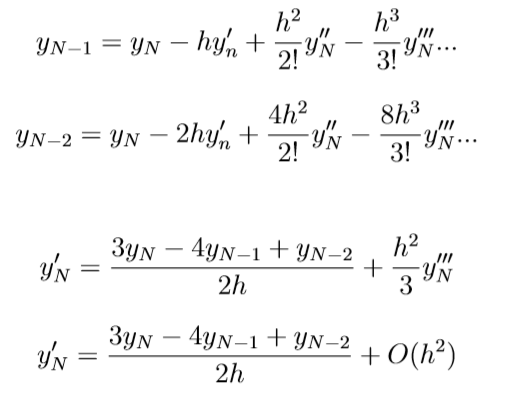 y_{N-1} = y_N - hy'_n + \frac{h^2}{2!}y''_N - \frac{h^3}{3!}y'''_N...
y_{N-2} = y_N - 2hy'_n + \frac{4h^2}{2!}y''_N - \frac{8h^3}{3!}y'''_N...
y'_N = \frac{3y_N - 4y_{N-1} + y_{N-2}}{2h} + \frac{h^2}{3}y'''_N
y'_N = \frac{3y_N - 4y_{N-1} + y_{N-2}}{2h} + O(h^2)